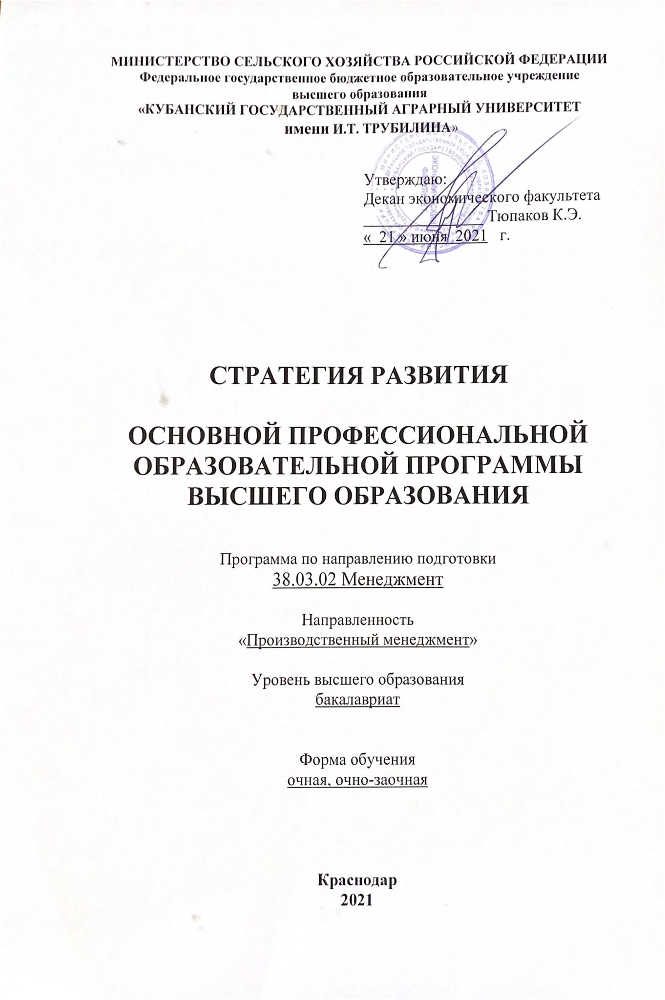 МИНИСТЕРСТВО СЕЛЬСКОГО ХОЗЯЙСТВА РОССИЙСКОЙ ФЕДЕРАЦИИ
Федеральное государственное бюджетное образовательное учреждение
высшего образования
«КУБАНСКИЙ ГОСУДАРСТВЕННЫЙ АГРАРНЫЙ УНИВЕРСИТЕТ
имени И.Т. ТРУБИЛИНА»
Утверждаю:
Декан экономического факультета
Тюпаков К.Э.
« 21 » июня 2021 г.
ЭКОНОМИЧЕСКИЙ
ФАКУЛЬТЕТ
СТРАТЕГИЯ РАЗВИТИЯ
ОСНОВНОЙ ПРОФЕССИОНАЛЬНОЙ
ОБРАЗОВАТЕЛЬНОЙ ПРОГРАММЫ
ВЫСШЕГО ОБРАЗОВАНИЯ
Программа по направлению подготовки
38.03.02 Менеджмент
Направленность
«Производственный менеджмент»
Уровень высшего образования
бакалавриат
Форма обучения
очная, очно-заочная
Краснодар
2021